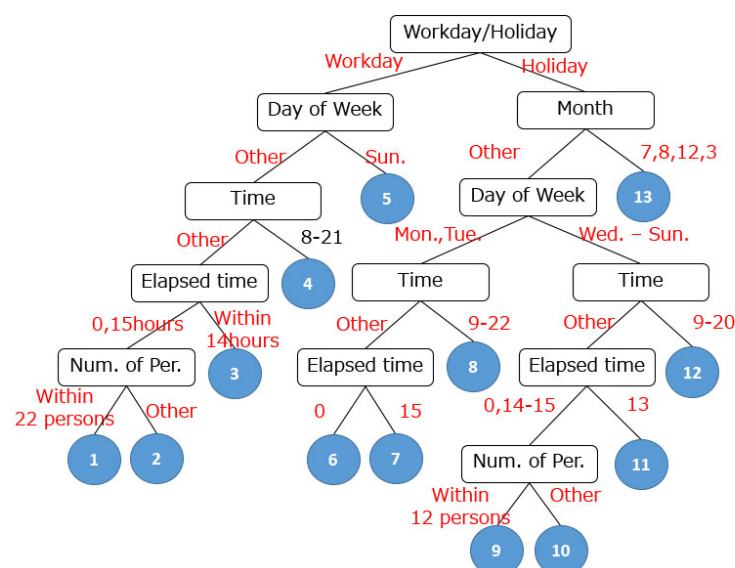 Workday/Holiday
Workday
Holiday
Day of Week
Month
Other
Sun.
Other
7,8,12,3
Time
5
Day of Week
13
Other
8-21
Mon.,Tue.
Wed. – Sun.
Elapsed time
4
Time
Time
0,15hours
Within
14hours
Other
9-22
Other
9-20
Num. of Per.
3
Elapsed time
8
Elapsed time
12
Within
22 persons
Other
0
15
0,14-15
13
1
2
6
7
Num. of Per.
11
Within
12 persons
Other
9
10